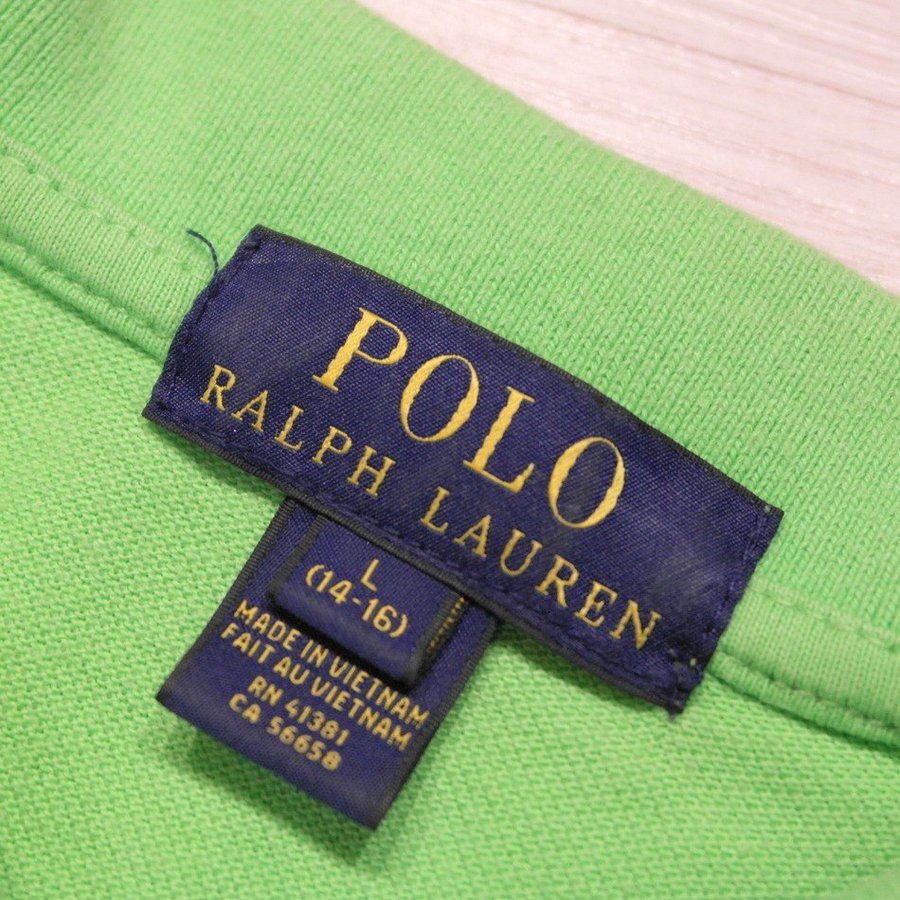 POLO
RALPH LAUREN
L
(14-16)
MADE IN VIETNAM
FAIT AU VIETNAM
RN 41381
CA 56658